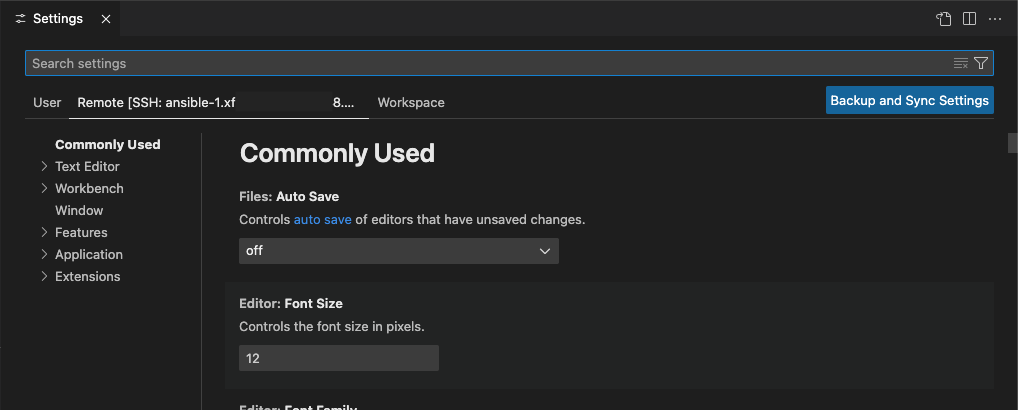 Settings
Search settings
User Remote [SSH: ansible-1.xf 8.... Workspace Backup and Sync Settings
Commonly Used
Text Editor
Workbench
Window
Features
Application
Extensions
Commonly Used
Files: Auto Save
Controls auto save of editors that have unsaved changes.
off
Editor: Font Size
Controls the font size in pixels.
12
Editor: Font Family